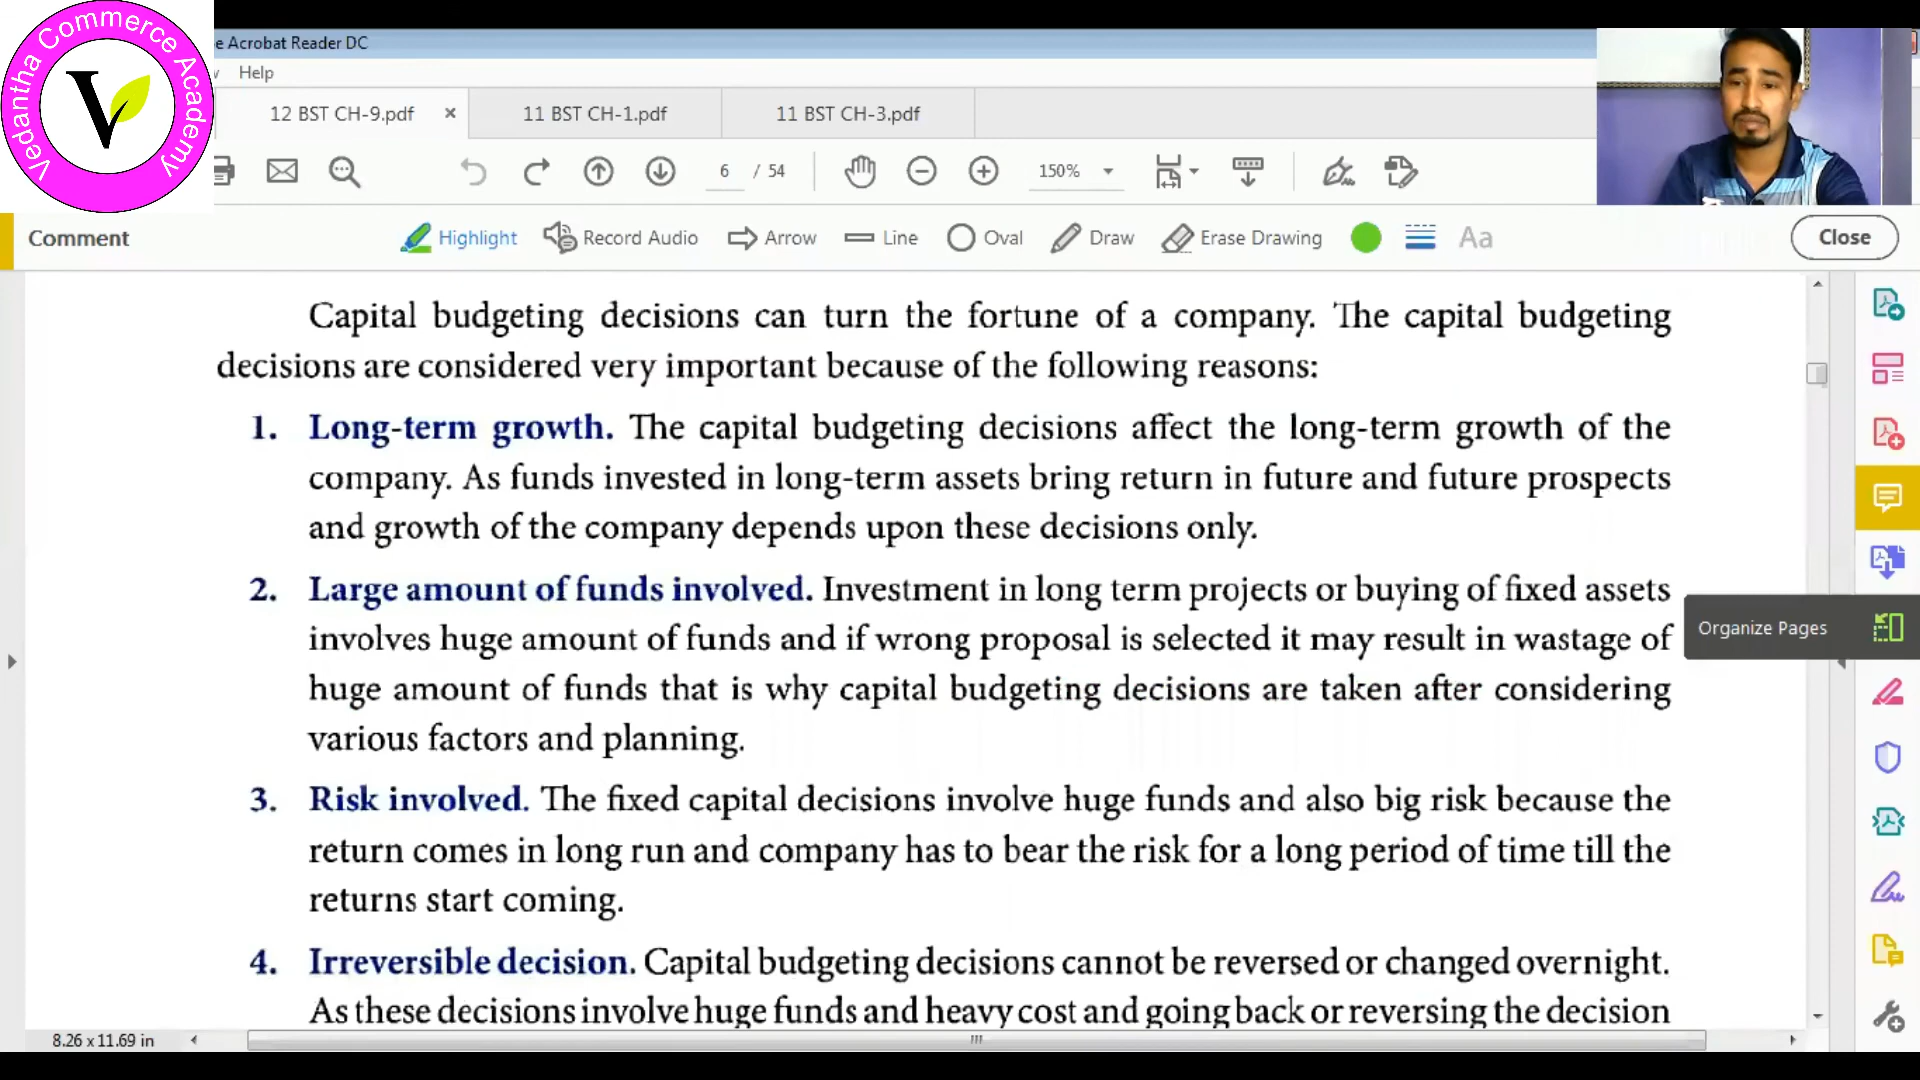 Vedantha Commerce Academy
V
e Acrobat Reader DC
Help
12 BST CH-9.pdf × 11 BST CH-1.pdf 11 BST CH-3.pdf
6 / 54 150%
Comment Highlight Record Audio Arrow Line Oval Draw Erase Drawing Aa Close
Capital budgeting decisions can turn the fortune of a company. The capital budgeting
decisions are considered very important because of the following reasons:
1. Long-term growth. The capital budgeting decisions affect the long-term growth of the
company. As funds invested in long-term assets bring return in future and future prospects
and growth of the company depends upon these decisions only.
2. Large amount of funds involved. Investment in long term projects or buying of fixed assets
involves huge amount of funds and if wrong proposal is selected it may result in wastage of
Organize Pages
huge amount of funds that is why capital budgeting decisions are taken after considering
various factors and planning.
3. Risk involved. The fixed capital decisions involve huge funds and also big risk because the
return comes in long run and company has to bear the risk for a long period of time till the
returns start coming.
4. Irreversible decision. Capital budgeting decisions cannot be reversed or changed overnight.
As these decisions involve huge funds and heavy cost and going back or reversing the decision
8.26 x 11.69 in